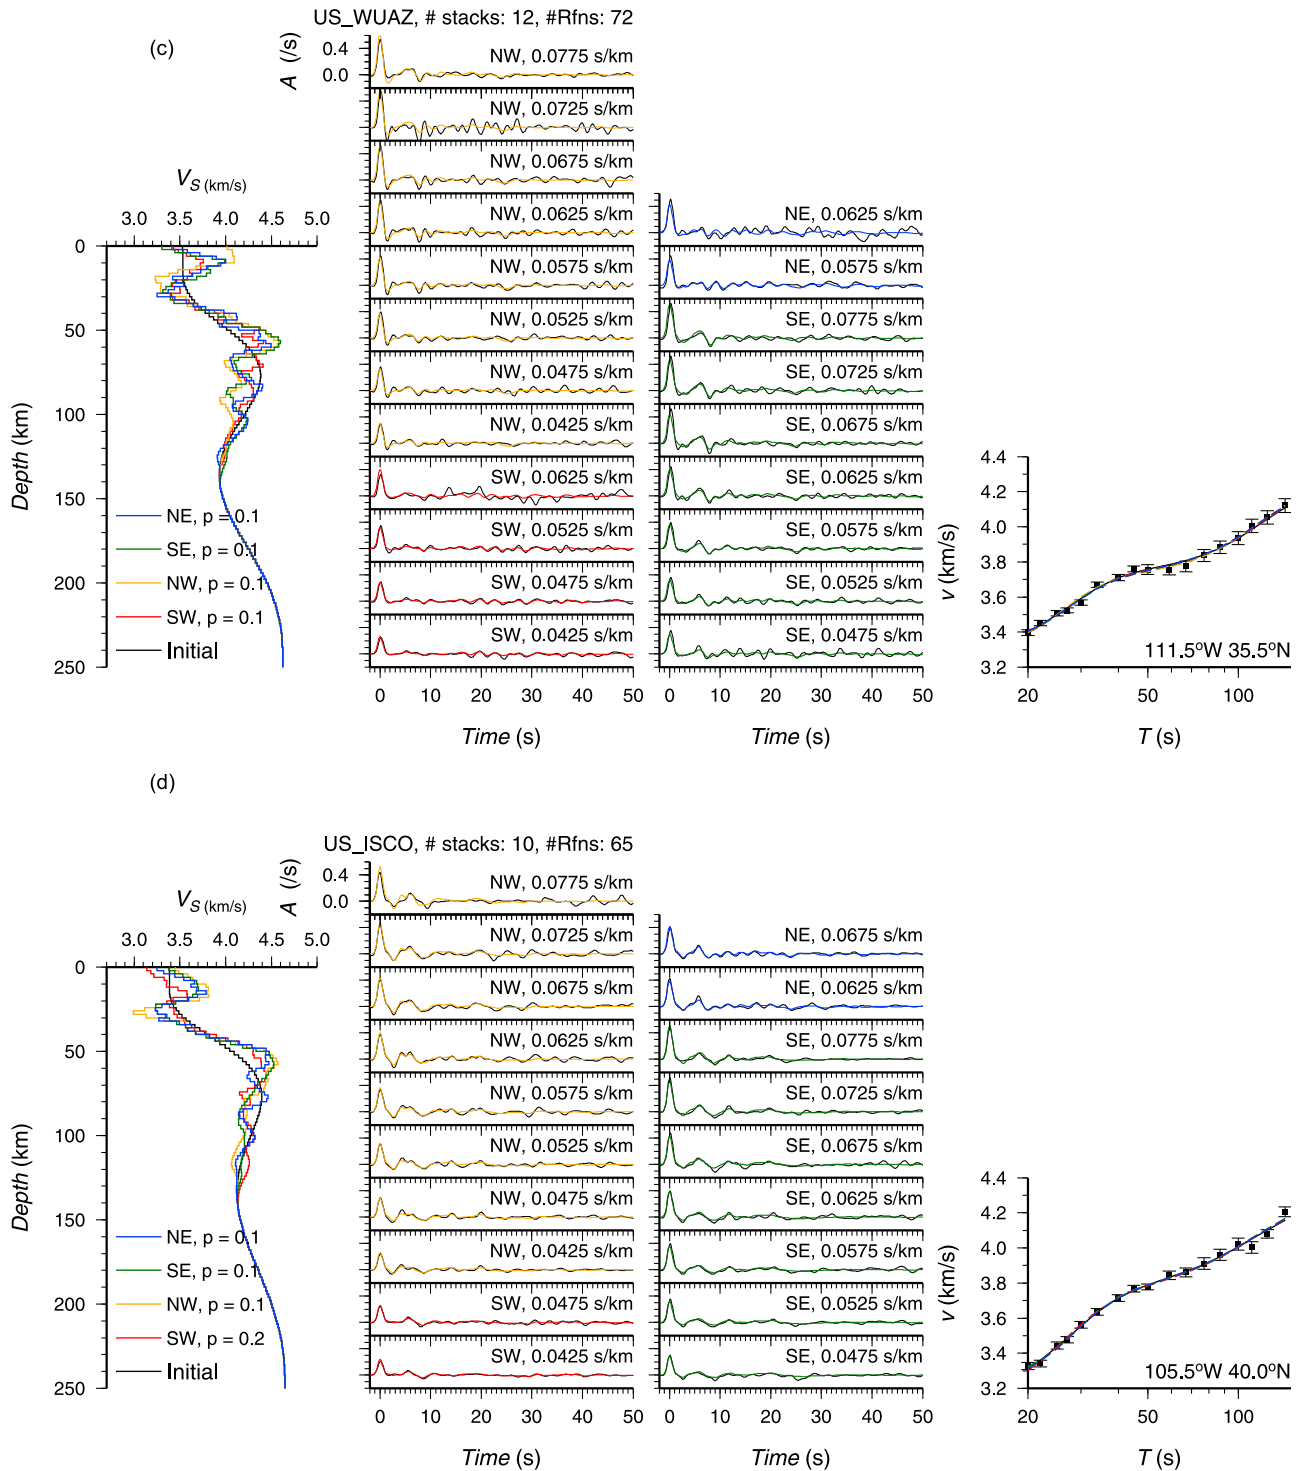 (c)
US_WUAZ, # stacks: 12, #Rfns: 72
A (/s)
0.4
0.0
NW, 0.0775 s/km
NW, 0.0725 s/km
NW, 0.0675 s/km
NW, 0.0625 s/km
NW, 0.0575 s/km
NW, 0.0525 s/km
NW, 0.0475 s/km
NW, 0.0425 s/km
SW, 0.0625 s/km
SW, 0.0525 s/km
SW, 0.0475 s/km
SW, 0.0425 s/km
0 10 20 30 40 50
Time (s)
NE, 0.0625 s/km
NE, 0.0575 s/km
SE, 0.0775 s/km
SE, 0.0725 s/km
SE, 0.0675 s/km
SE, 0.0625 s/km
SE, 0.0575 s/km
SE, 0.0525 s/km
SE, 0.0475 s/km
0 10 20 30 40 50
Time (s)
VS (km/s)
3.0 3.5 4.0 4.5 5.0
0
50
100
150
200
250
Depth (km)
NE, p = 0.1
SE, p = 0.1
NW, p = 0.1
SW, p = 0.1
Initial
4.4
4.2
4.0
3.8
3.6
3.4
3.2
v (km/s)
111.5°W 35.5°N
20 50 100
T (s)
(d)
US_ISCO, # stacks: 10, #Rfns: 65
A (/s)
0.4
0.0
NW, 0.0775 s/km
NW, 0.0725 s/km
NW, 0.0675 s/km
NW, 0.0625 s/km
NW, 0.0575 s/km
NW, 0.0525 s/km
NW, 0.0475 s/km
NW, 0.0425 s/km
SW, 0.0475 s/km
SW, 0.0425 s/km
0 10 20 30 40 50
Time (s)
NE, 0.0675 s/km
NE, 0.0625 s/km
SE, 0.0775 s/km
SE, 0.0725 s/km
SE, 0.0675 s/km
SE, 0.0625 s/km
SE, 0.0575 s/km
SE, 0.0525 s/km
SE, 0.0475 s/km
0 10 20 30 40 50
Time (s)
VS (km/s)
3.0 3.5 4.0 4.5 5.0
0
50
100
150
200
250
Depth (km)
NE, p = 0.1
SE, p = 0.1
NW, p = 0.1
SW, p = 0.2
Initial
4.4
4.2
4.0
3.8
3.6
3.4
3.2
v (km/s)
105.5°W 40.0°N
20 50 100
T (s)